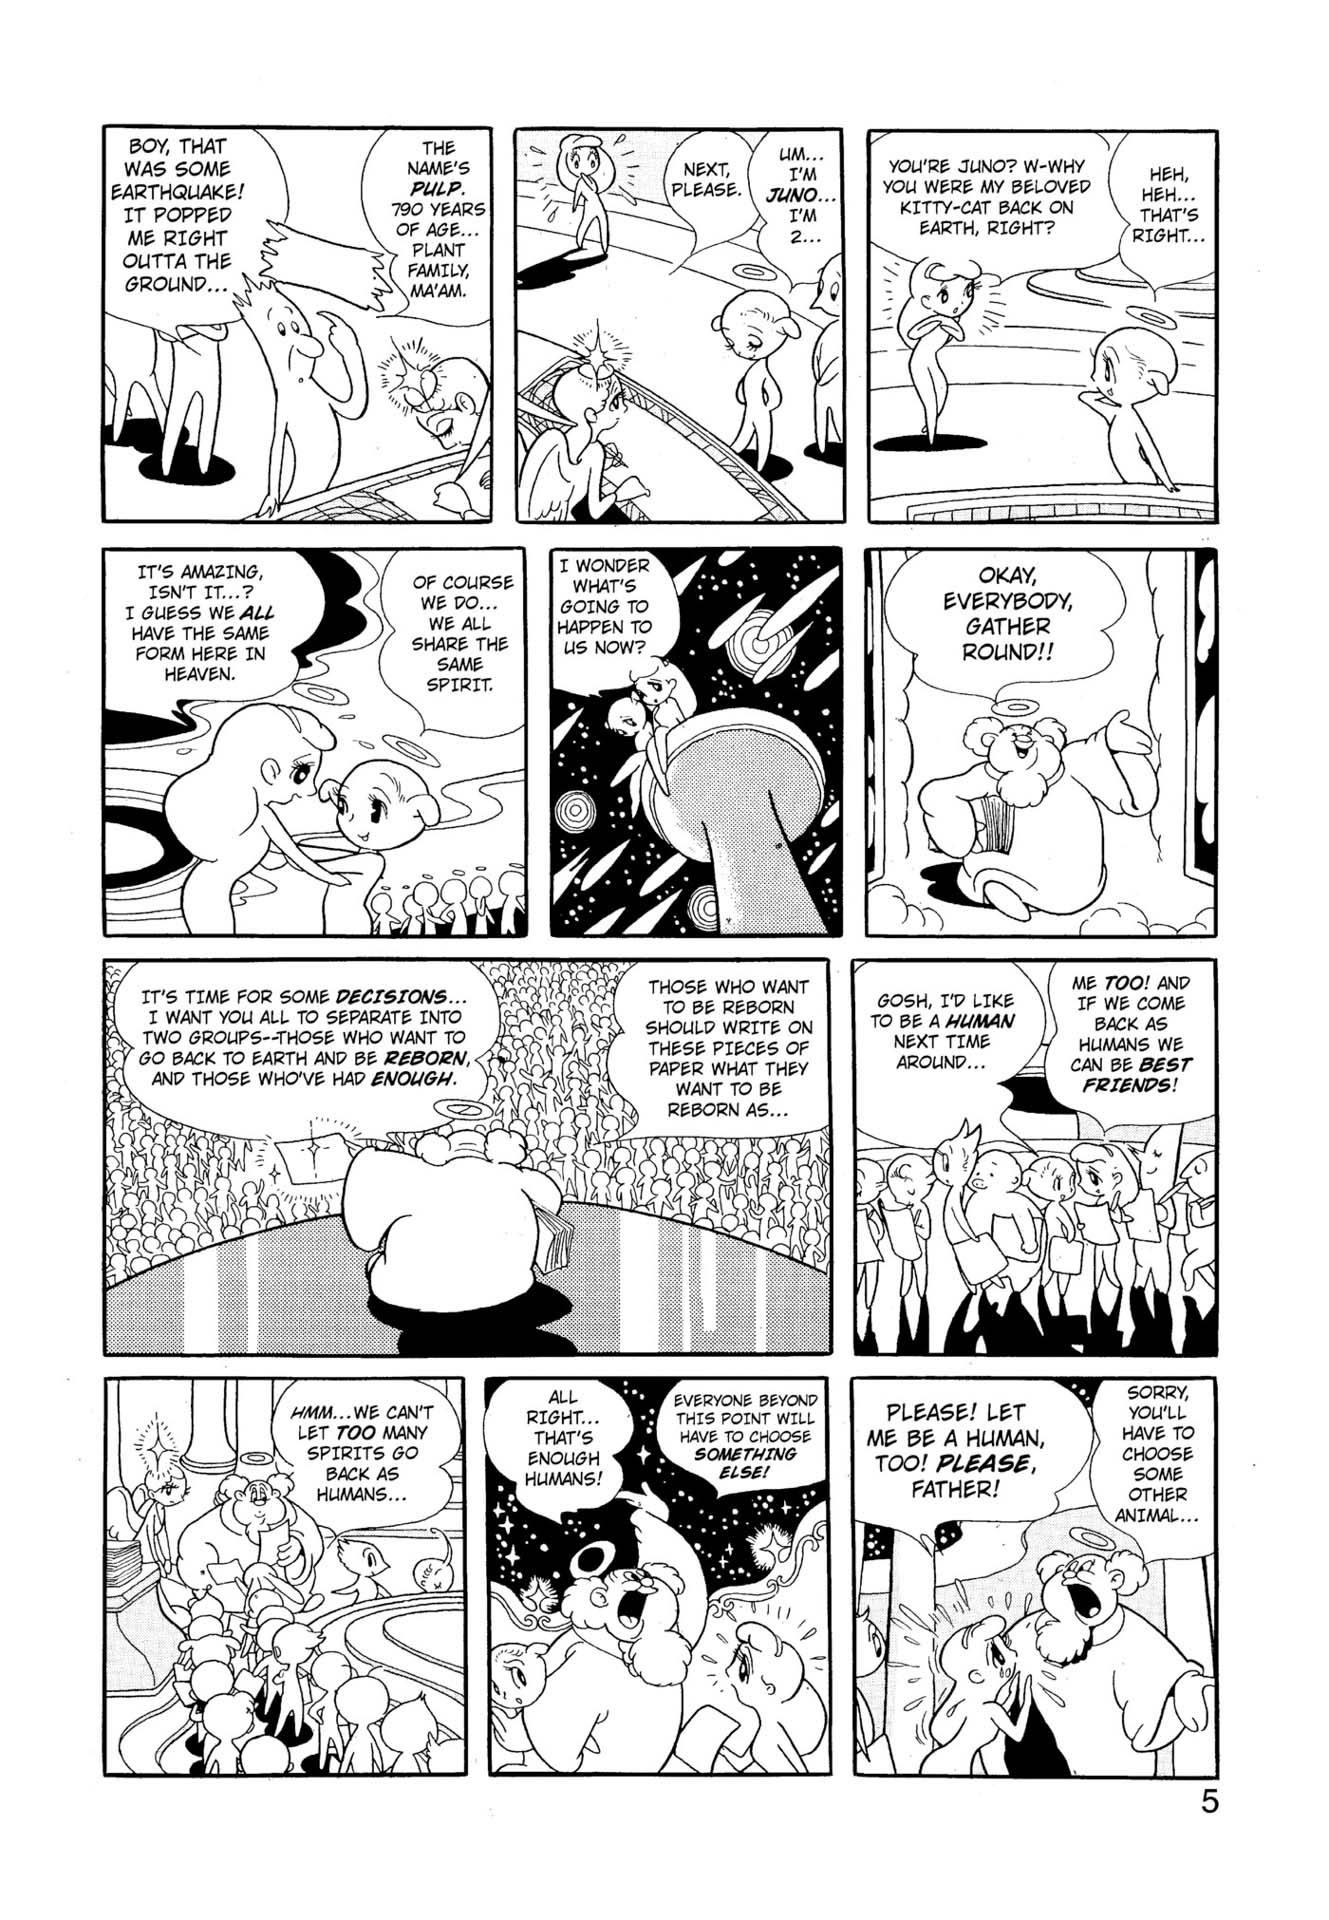 BOY, THAT
WAS SOME
EARTHQUAKE!
IT POPPED
ME RIGHT
OUTTA THE
GROUND...
THE
NAME'S
PULP.
790 YEARS
OF AGE...
PLANT
FAMILY,
MA'AM.
NEXT,
PLEASE.
UM...
I'M
JUNO...
I'M
2...
YOU'RE JUNO? W-WHY
YOU WERE MY BELOVED
KITTY-CAT BACK ON
EARTH, RIGHT?
HEH,
HEH...
THAT'S
RIGHT...
IT'S AMAZING,
ISN'T IT...?
I GUESS WE ALL
HAVE THE SAME
FORM HERE IN
HEAVEN.
OF COURSE
WE DO...
WE ALL
SHARE THE
SAME
SPIRIT.
I WONDER
WHAT'S
GOING TO
HAPPEN TO
US NOW?
OKAY,
EVERYBODY,
GATHER
ROUND!!
IT'S TIME FOR SOME DECISIONS...
I WANT YOU ALL TO SEPARATE INTO
TWO GROUPS--THOSE WHO WANT TO
GO BACK TO EARTH AND BE REBORN,
AND THOSE WHO'VE HAD ENOUGH.
THOSE WHO WANT
TO BE REBORN
SHOULD WRITE ON
THESE PIECES OF
PAPER WHAT THEY
WANT TO BE
REBORN AS...
GOSH, I'D LIKE
TO BE A HUMAN
NEXT TIME
AROUND...
ME TOO! AND
IF WE COME
BACK AS
HUMANS WE
CAN BE BEST
FRIENDS!
HMM...WE CAN'T
LET TOO MANY
SPIRITS GO
BACK AS
HUMANS...
ALL
RIGHT...
THAT'S
ENOUGH
HUMANS!
EVERYONE BEYOND
THIS POINT WILL
HAVE TO CHOOSE
SOMETHING
ELSE!
PLEASE! LET
ME BE A HUMAN,
TOO! PLEASE,
FATHER!
SORRY,
YOU'LL
HAVE TO
CHOOSE
SOME
OTHER
ANIMAL...
5